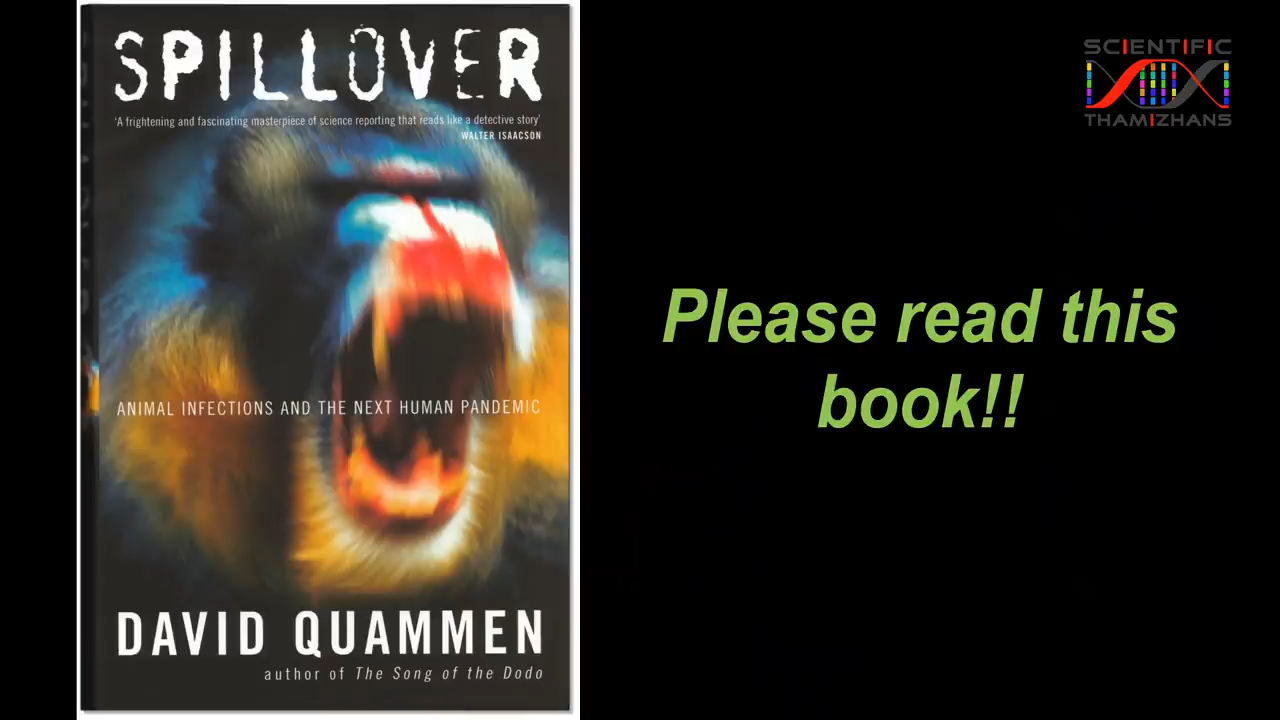 SPILLOVER
'A frightening and fascinating masterpiece of science reporting that reads like a detective story'
WALTER ISAACSON
ANIMAL INFECTIONS AND THE NEXT HUMAN PANDEMIC
DAVID QUAMMEN
author of The Song of the Dodo
SCIENTIFIC
THAMIZHANS
Please read this
book!!